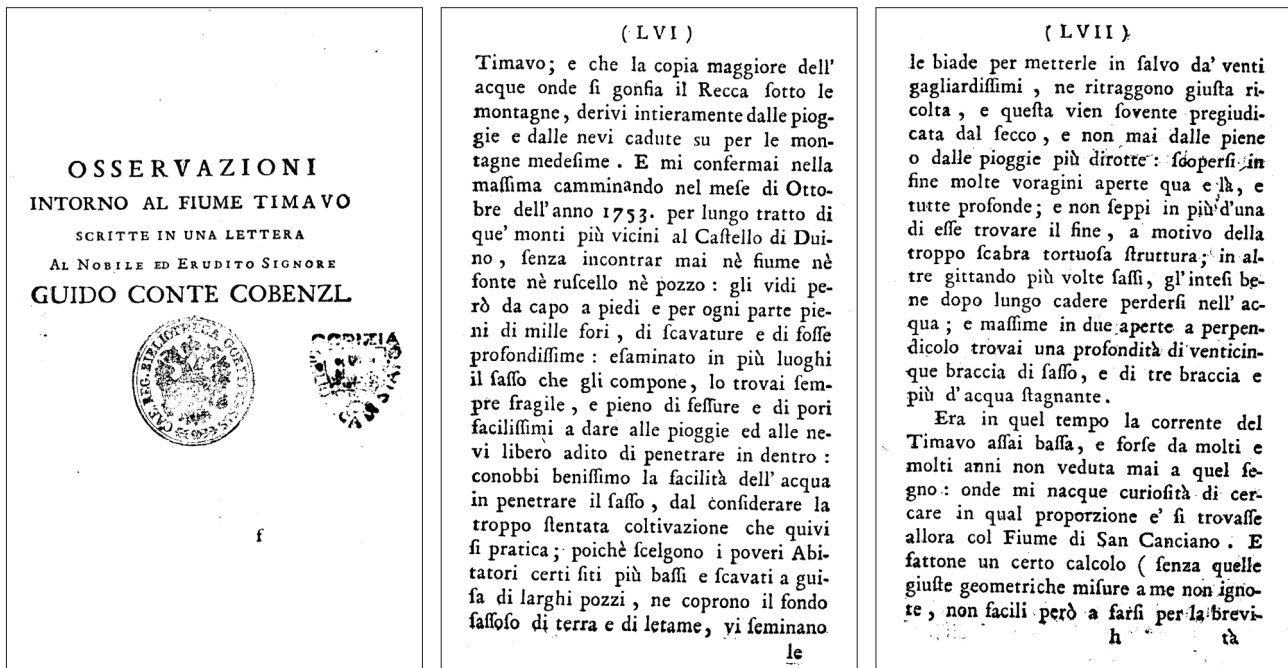 OSSERVAZIONI
INTORNO AL FIUME TIMAVO
SCRITTE IN UNA LETTERA
AL NOBILE ED ERUDITO SIGNORE
GUIDO CONTE COBENZL
CAE. REG. BIBLIOTHECA
GORIZIA
f
( LVI )
Timavo; e che la copia maggiore dell'
acque onde ſi gonfia il Recca ſotto le
montagne, derivi intieramente dalle piog-
gie e dalle nevi cadute su per le mon-
tagne medeſime. E mi confermai nella
maſſima camminando nel meſe di Otto-
bre dell'anno 1753. per lungo tratto di
que' monti più vicini al Caſtello di Dui-
no, ſenza incontrar mai nè fiume nè
fonte nè ruſcello nè pozzo: gli vidi pe-
rò da capo a piedi e per ogni parte pie-
ni di mille fori, di ſcavature e di foſſe
profondiſſime: eſaminato in più luoghi
il ſaſſo che gli compone, lo trovai ſem-
pre fragile, e pieno di feſſure e di pori
faciliſſimi a dare alle pioggie ed alle ne-
vi libero adito di penetrare in dentro:
conobbi beniſſimo la facilità dell'acqua
in penetrare il ſaſſo, dal conſiderare la
troppo ſtentata coltivazione che quivi
ſi pratica; poichè ſcelgono i poveri Abi-
tatori certi ſiti più baſſi e ſcavati a gui-
ſa di larghi pozzi, ne coprono il fondo
ſaſſoſo di terra e di letame, vi ſeminano
le
( LVII )
le biade per metterle in ſalvo da' venti
gagliardiſſimi, ne ritraggono giuſta ri-
colta, e queſta vien ſovente pregiudi-
cata dal ſecco, e non mai dalle piene
o dalle pioggie più dirotte: ſcoperſi in
fine molte voragini aperte qua e là, e
tutte profonde; e non ſeppi in più d'una
di eſſe trovare il fine, a motivo della
troppo ſcabra tortuoſa ſtruttura; in al-
tre gittando più volte ſaſſi, gl'inteſi be-
ne dopo lungo cadere perderſi nell' ac-
qua; e maſſime in due aperte a perpen-
dicolo trovai una profondità di venticin-
que braccia di ſaſſo, e di tre braccia e
più d'acqua ſtagnante.
Era in quel tempo la corrente del
Timavo aſſai baſſa, e forſe da molti e
molti anni non veduta mai a quel ſe-
gno: onde mi nacque curioſità di cer-
care in qual proporzione e' ſi trovaſſe
allora col Fiume di San Canciano. E
fattone un certo calcolo ( ſenza quelle
giuſte geometriche miſure a me non igno-
te, non facili però a farſi per la brevi-
h
tà